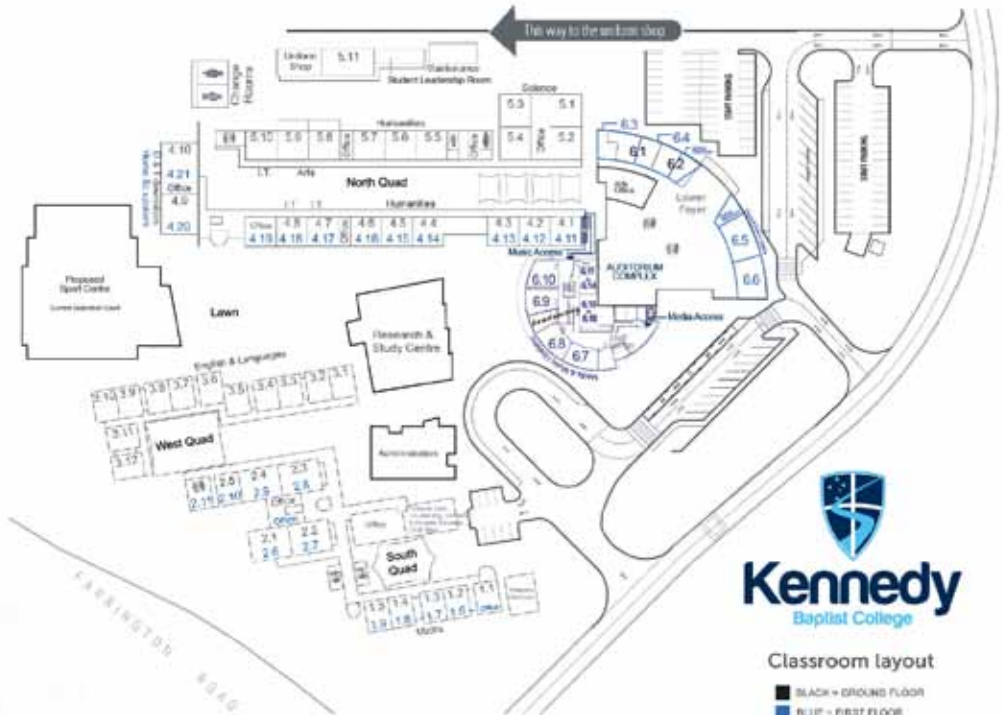 This way to the uniform shop
Uniform Shop
5.11
Maintenance
Student Leadership Room
Change Rooms
Science
5.3
5.1
5.4
Office
5.2
Humanities
5.10
5.9
5.8
Office
5.7
5.6
5.5
Office
I.T.
Arts
North Quad
4.10
4.21
Office
4.9
4.20
Humanities
Office
4.8
4.7
Office
4.6
4.5
4.4
4.3
4.2
4.1
4.19
4.18
4.17
4.16
4.15
4.14
4.13
4.12
4.11
6.3
6.4
6.1
6.2
Lower Foyer
6.5
6.6
AUDITORIUM COMPLEX
Music Access
6.10
6.9
6.8
6.7
Media Access
Proposed Sport Centre
Lawn
Research & Study Centre
English & Languages
2.10
3.9
3.8
3.7
3.6
3.5
3.4
3.3
3.2
3.1
3.11
3.12
West Quad
Administration
2.5
2.4
2.3
2.11
2.10
2.9
2.8
Office
Office
2.1
2.2
2.6
2.7
Office
South Quad
1.3
1.2
1.1
1.9
1.8
1.7
1.6
Office
Maths
FARRINGTON ROAD
Kennedy
Baptist College
Classroom layout
BLACK = GROUND FLOOR
BLUE = FIRST FLOOR